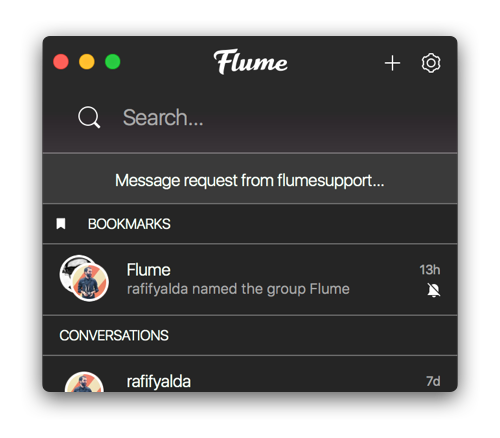 Flume
Search...
Message request from flumesupport...
BOOKMARKS
Flume
13h
rafifyalda named the group Flume
CONVERSATIONS
rafifyalda
7d